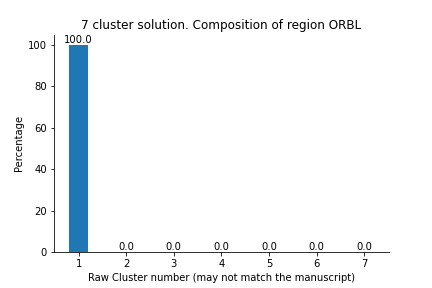 7 cluster solution. Composition of region ORBL
100.0
100
80
60
40
20
0
Percentage
0.0 0.0 0.0 0.0 0.0 0.0
1 2 3 4 5 6 7
Raw Cluster number (may not match the manuscript)